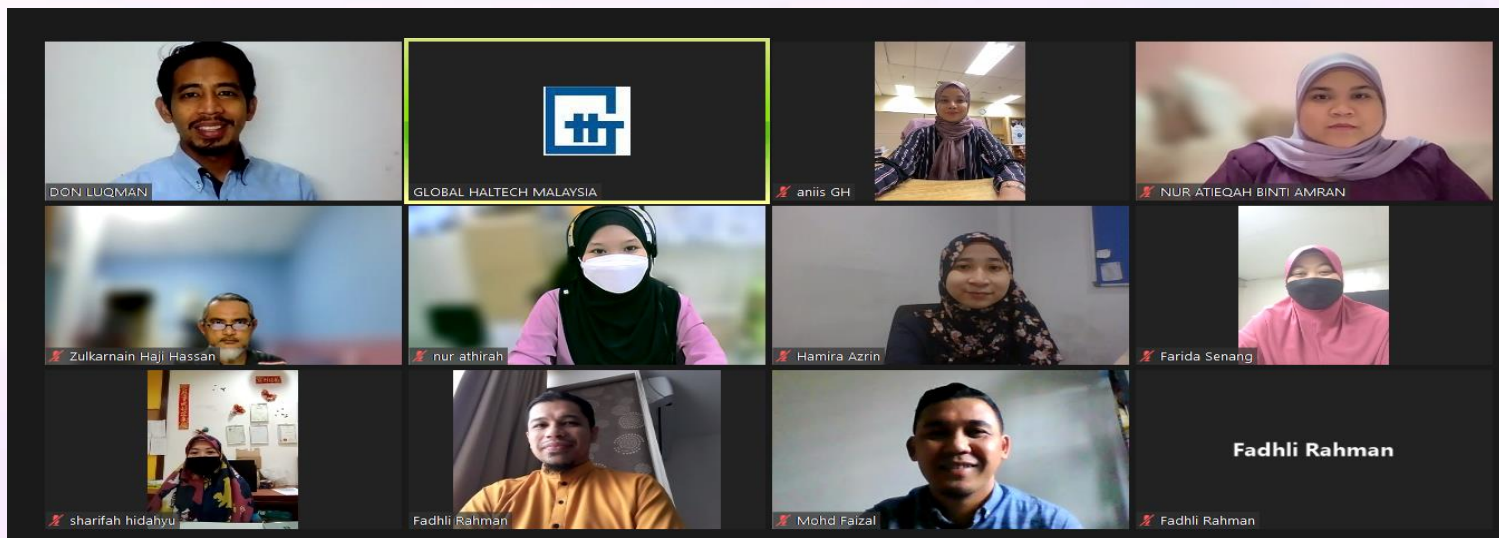 DON LUQMAN
GLOBAL HALTECH MALAYSIA
aniis GH
NUR ATIEQAH BINTI AMRAN
Zulkarnain Haji Hassan
nur athirah
Hamira Azrin
Farida Senang
sharifah hidahyu
Fadhli Rahman
Mohd Faizal
Fadhli Rahman
Fadhli Rahman